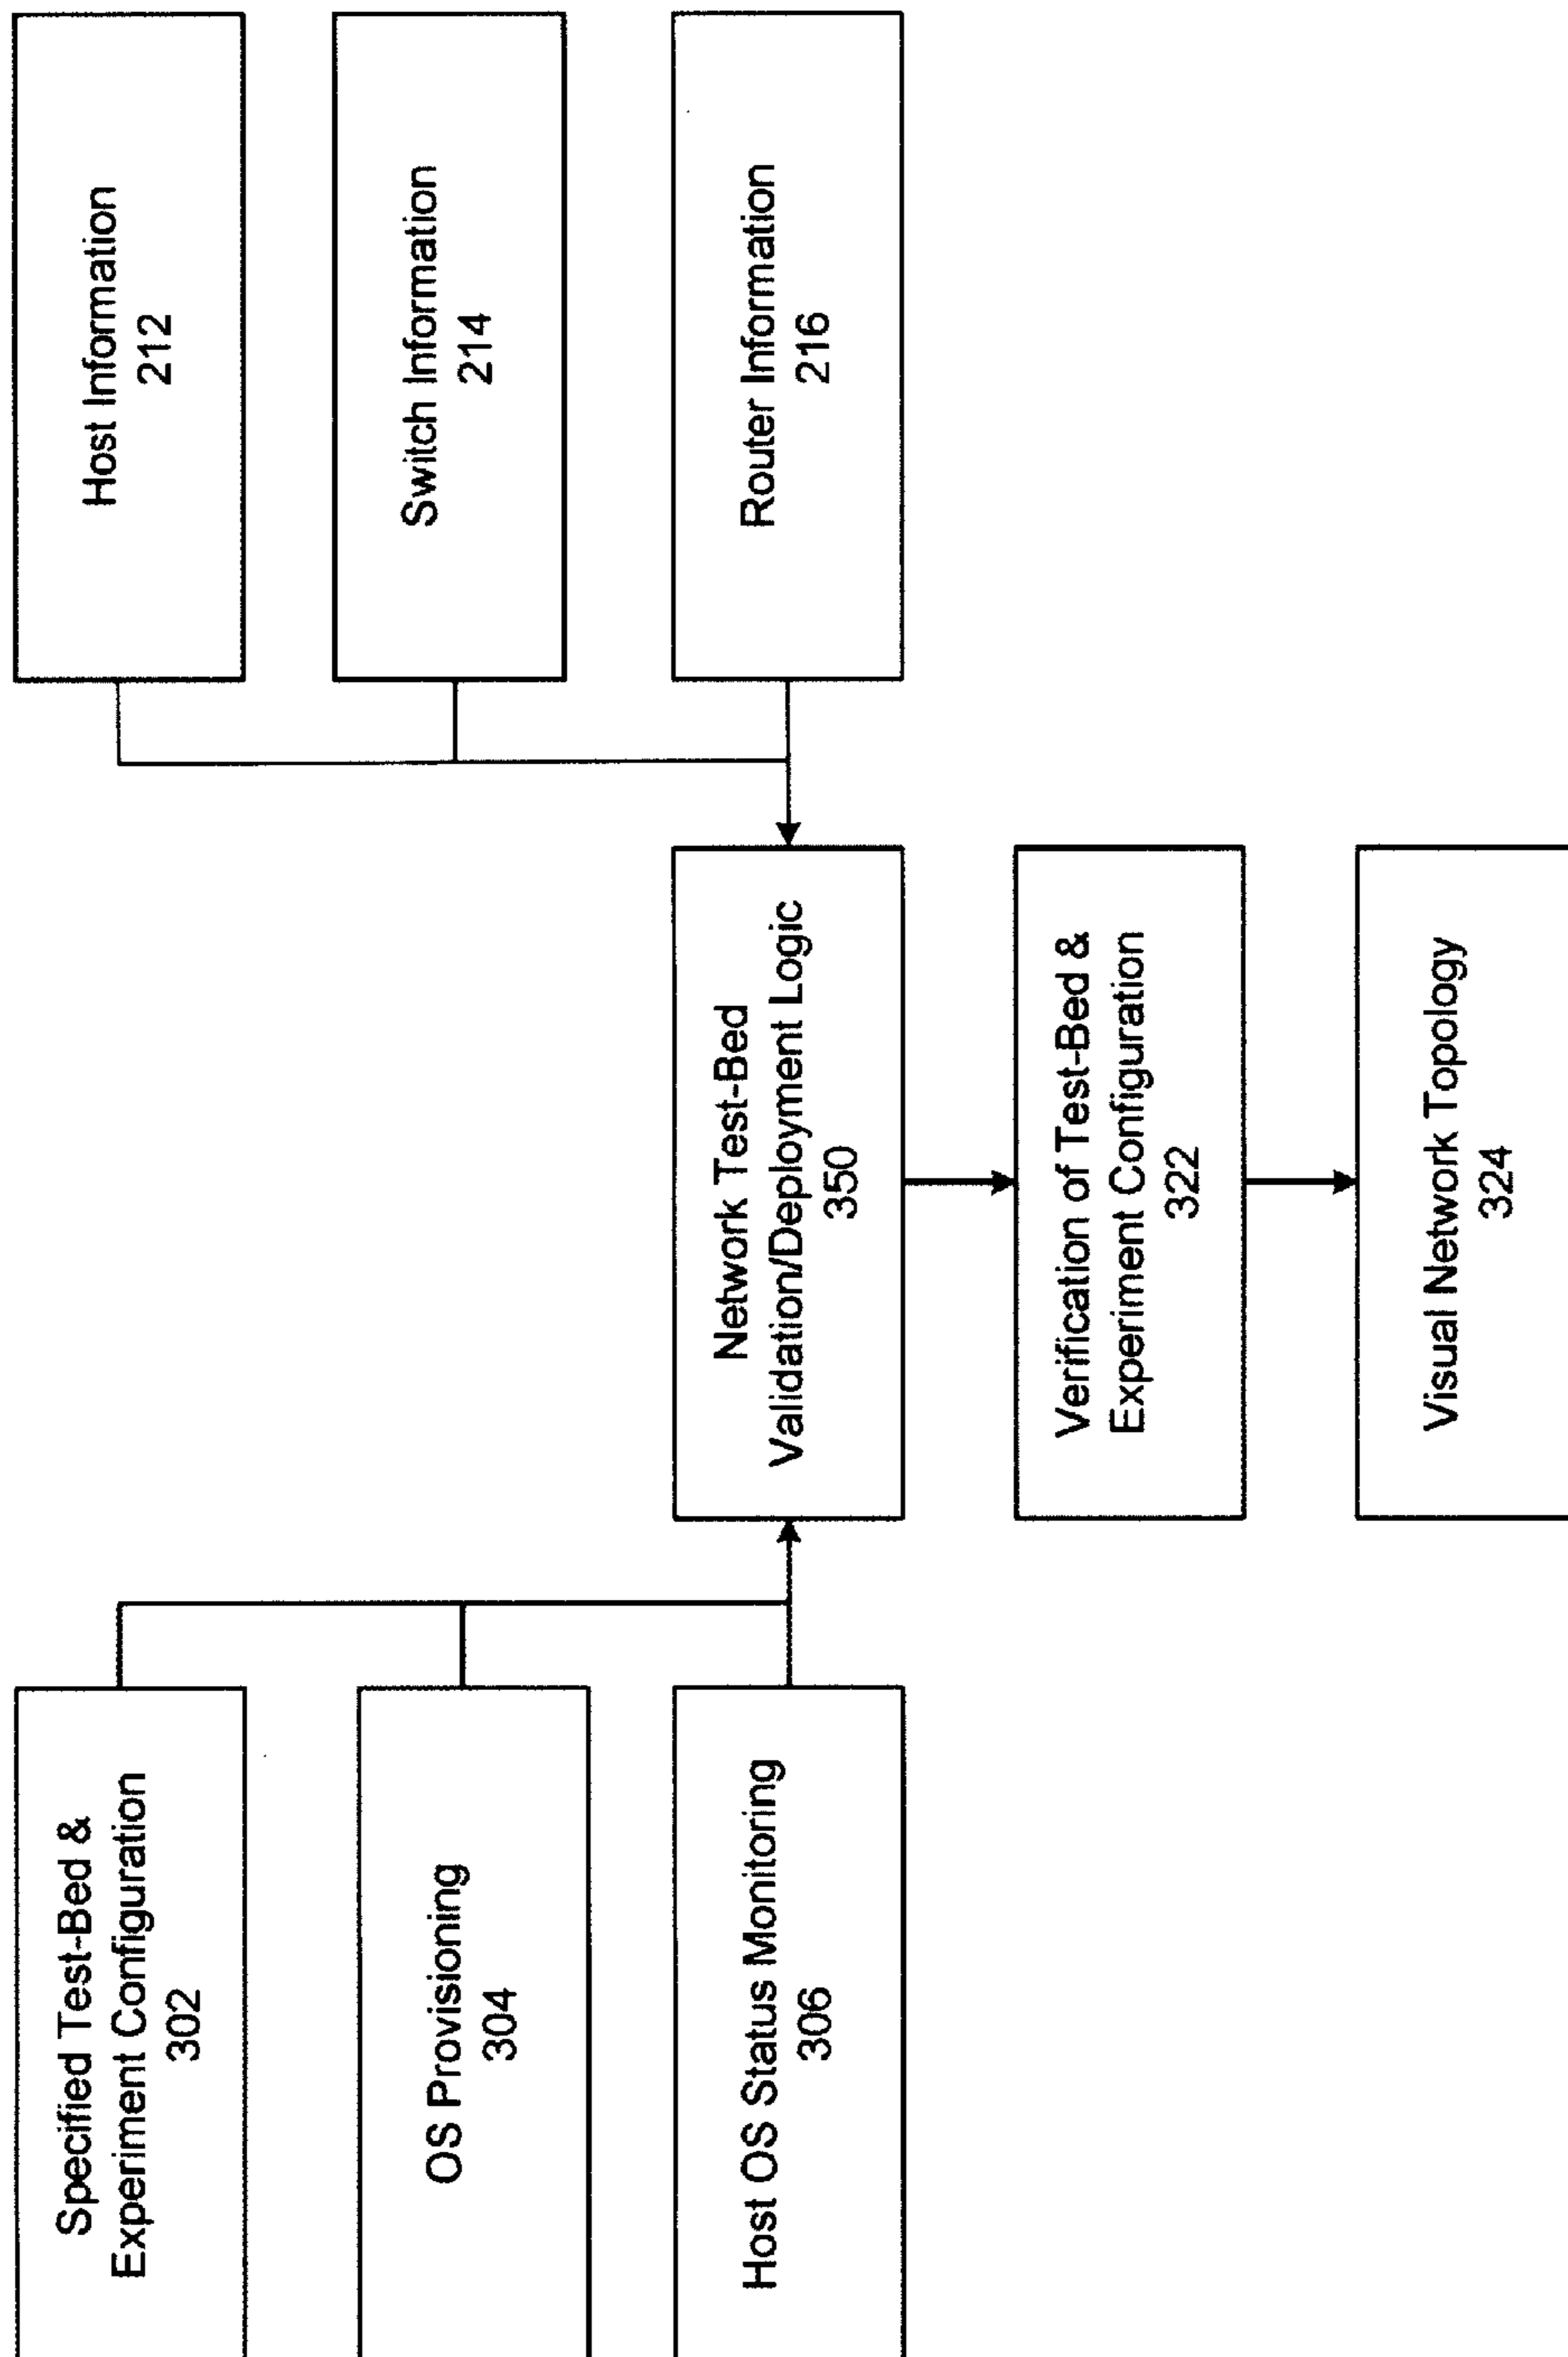 Specified Test-Bed &
Experiment Configuration
302
OS Provisioning
304
Host OS Status Monitoring
306
Network Test-Bed
Validation/Deployment Logic
350
Verification of Test-Bed &
Experiment Configuration
322
Visual Network Topology
324
Host Information
212
Switch Information
214
Router Information
216